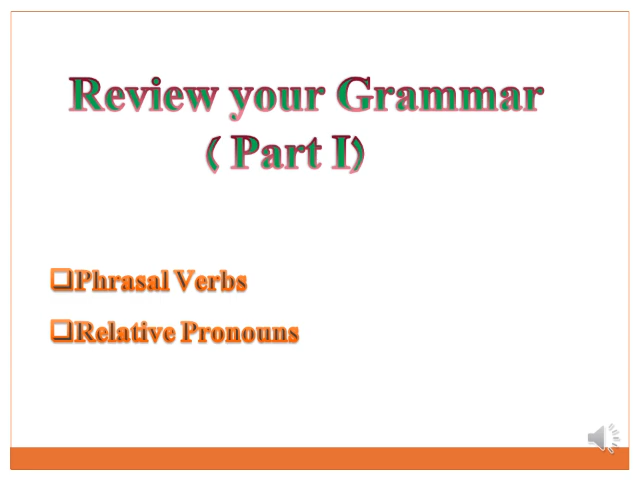 Review your Grammar
( Part I)
❑Phrasal Verbs
❑Relative Pronouns